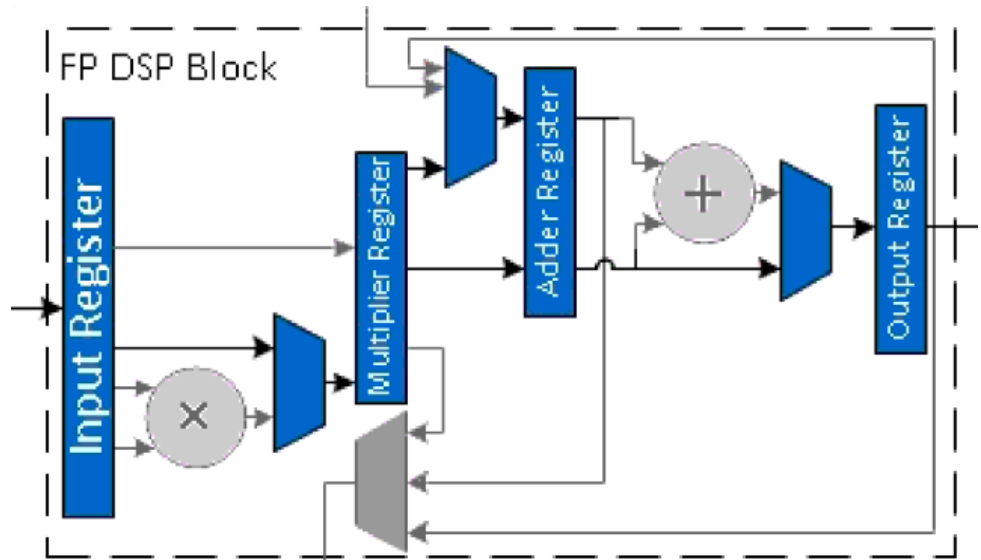 FP DSP Block
Input Register
Multiplier Register
Adder Register
Output Register
×
+